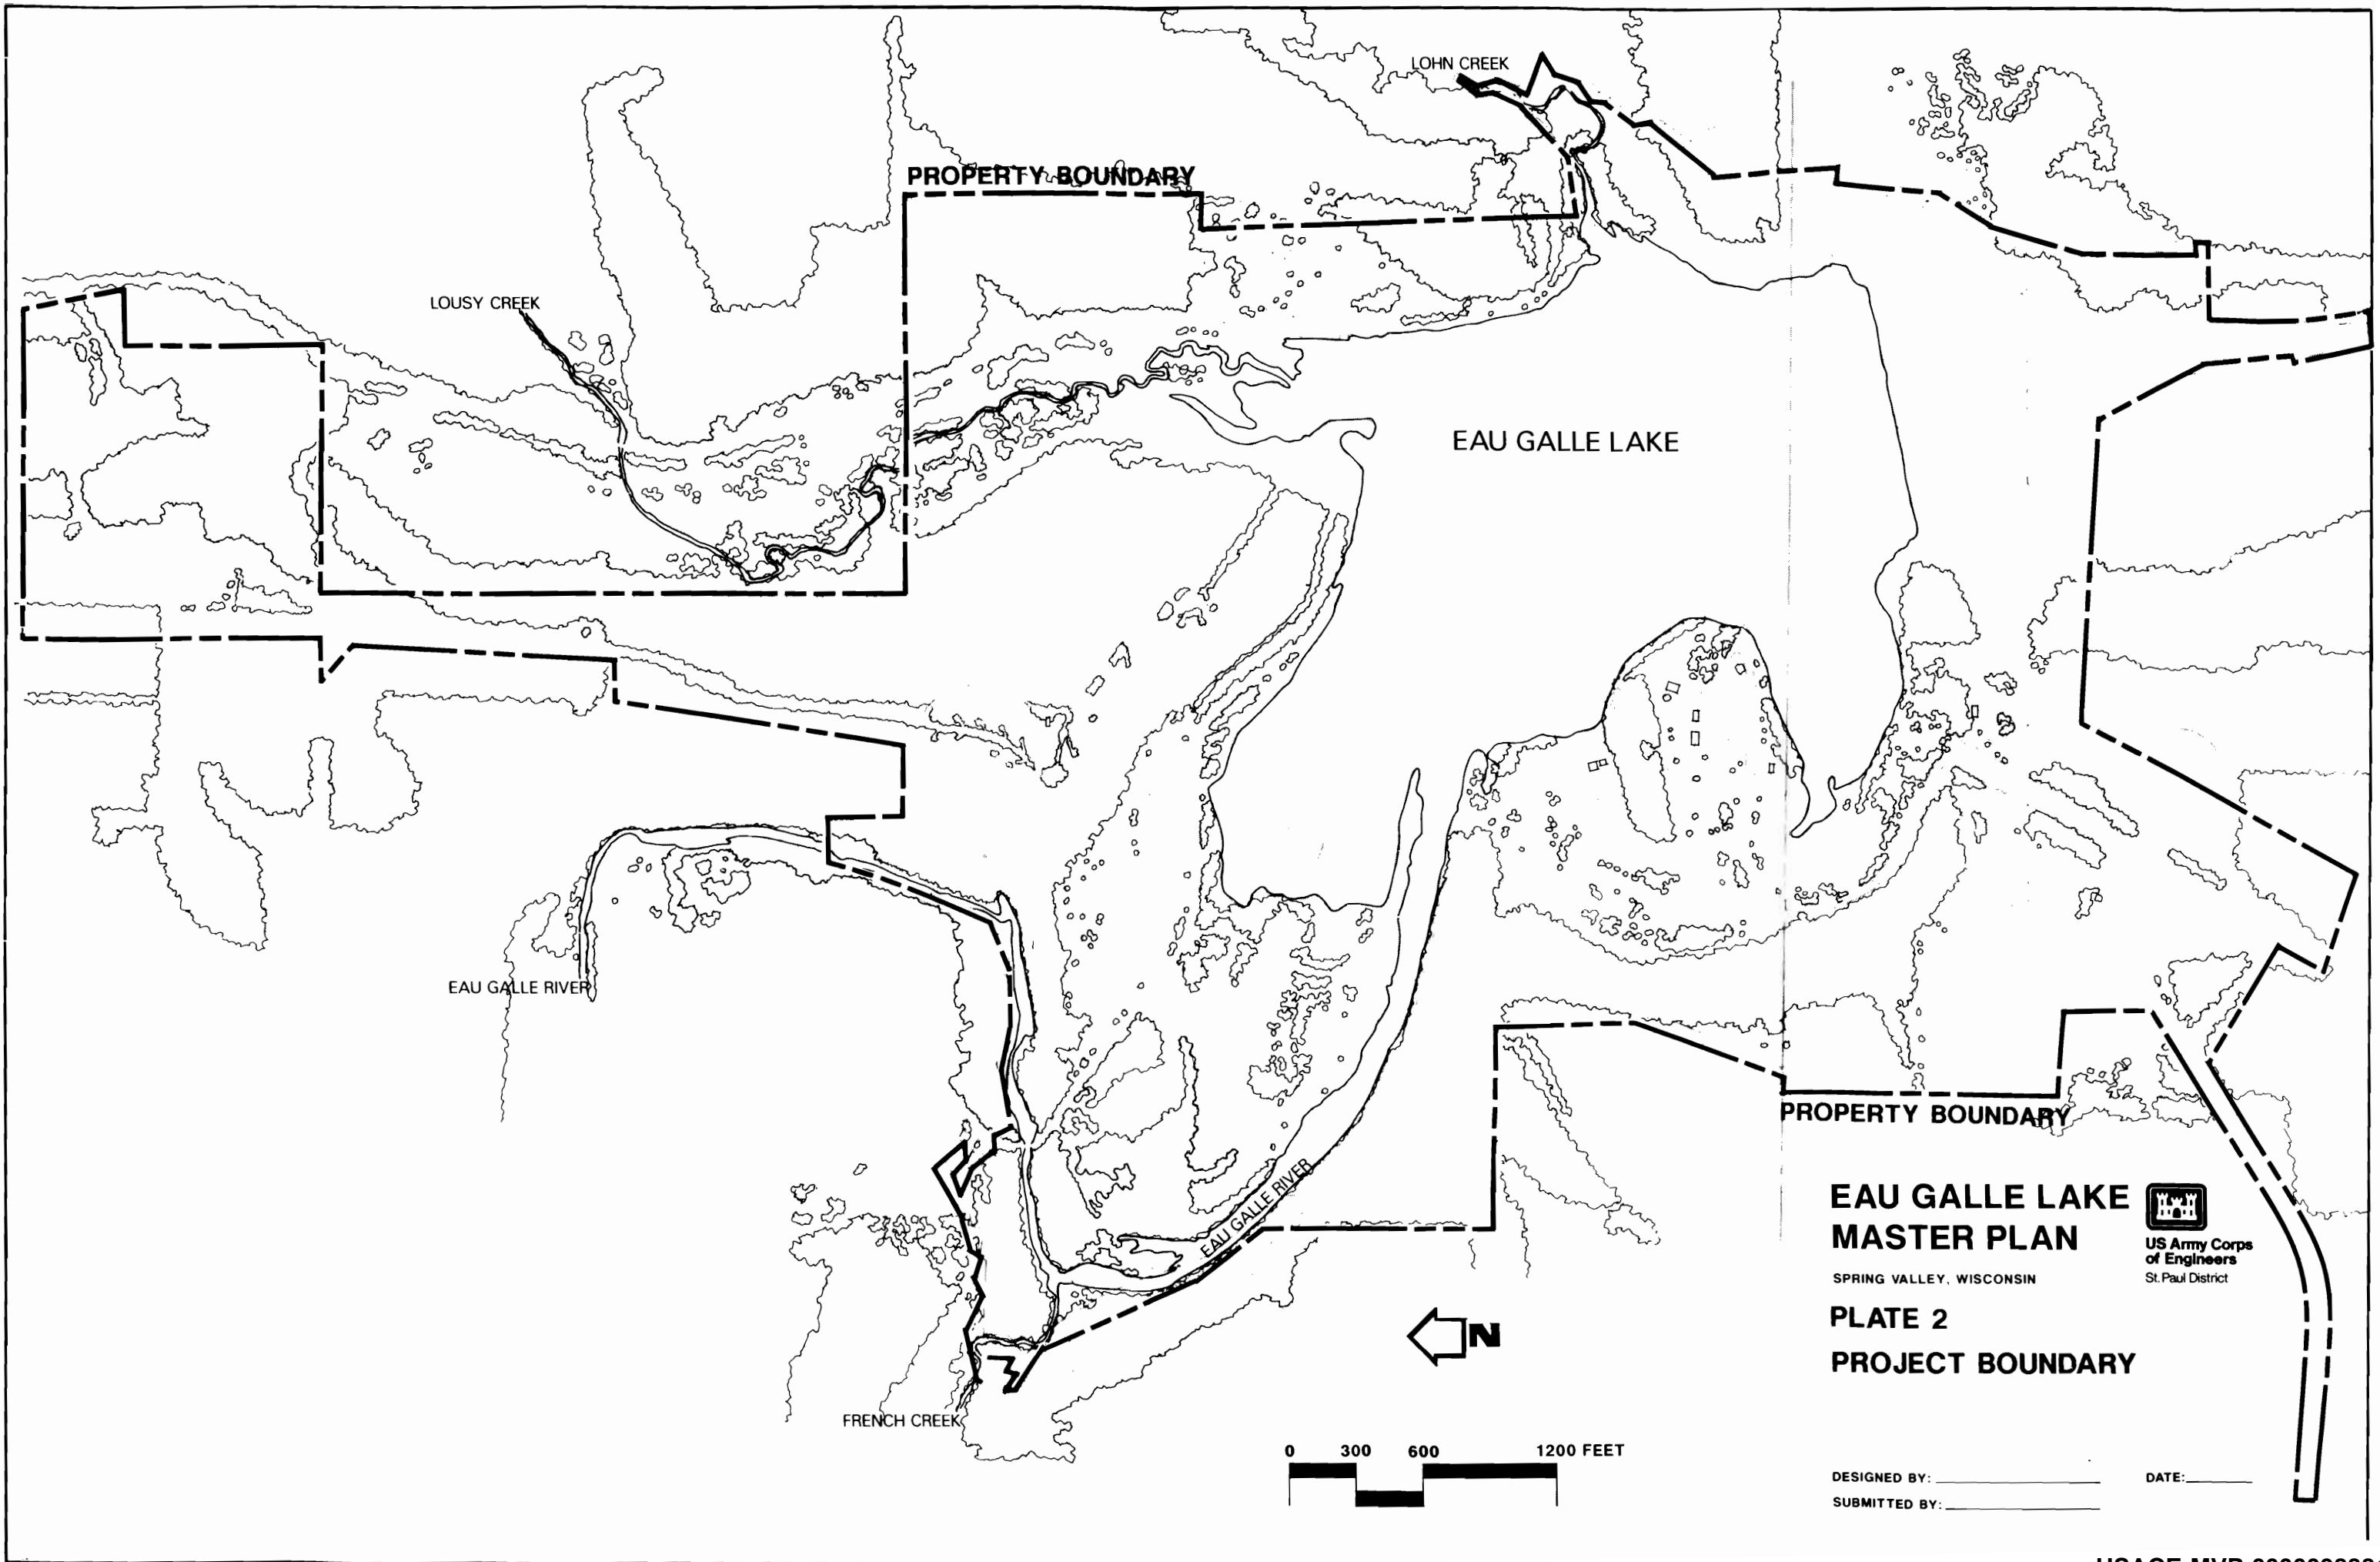 LOHN CREEK
PROPERTY BOUNDARY
LOUSY CREEK
EAU GALLE LAKE
EAU GALLE RIVER
EAU GALLE RIVER
PROPERTY BOUNDARY
EAU GALLE LAKE
MASTER PLAN
US Army Corps
of Engineers
St. Paul District
SPRING VALLEY, WISCONSIN
PLATE 2
PROJECT BOUNDARY
N
FRENCH CREEK
0 300 600 1200 FEET
DESIGNED BY:
DATE:
SUBMITTED BY: